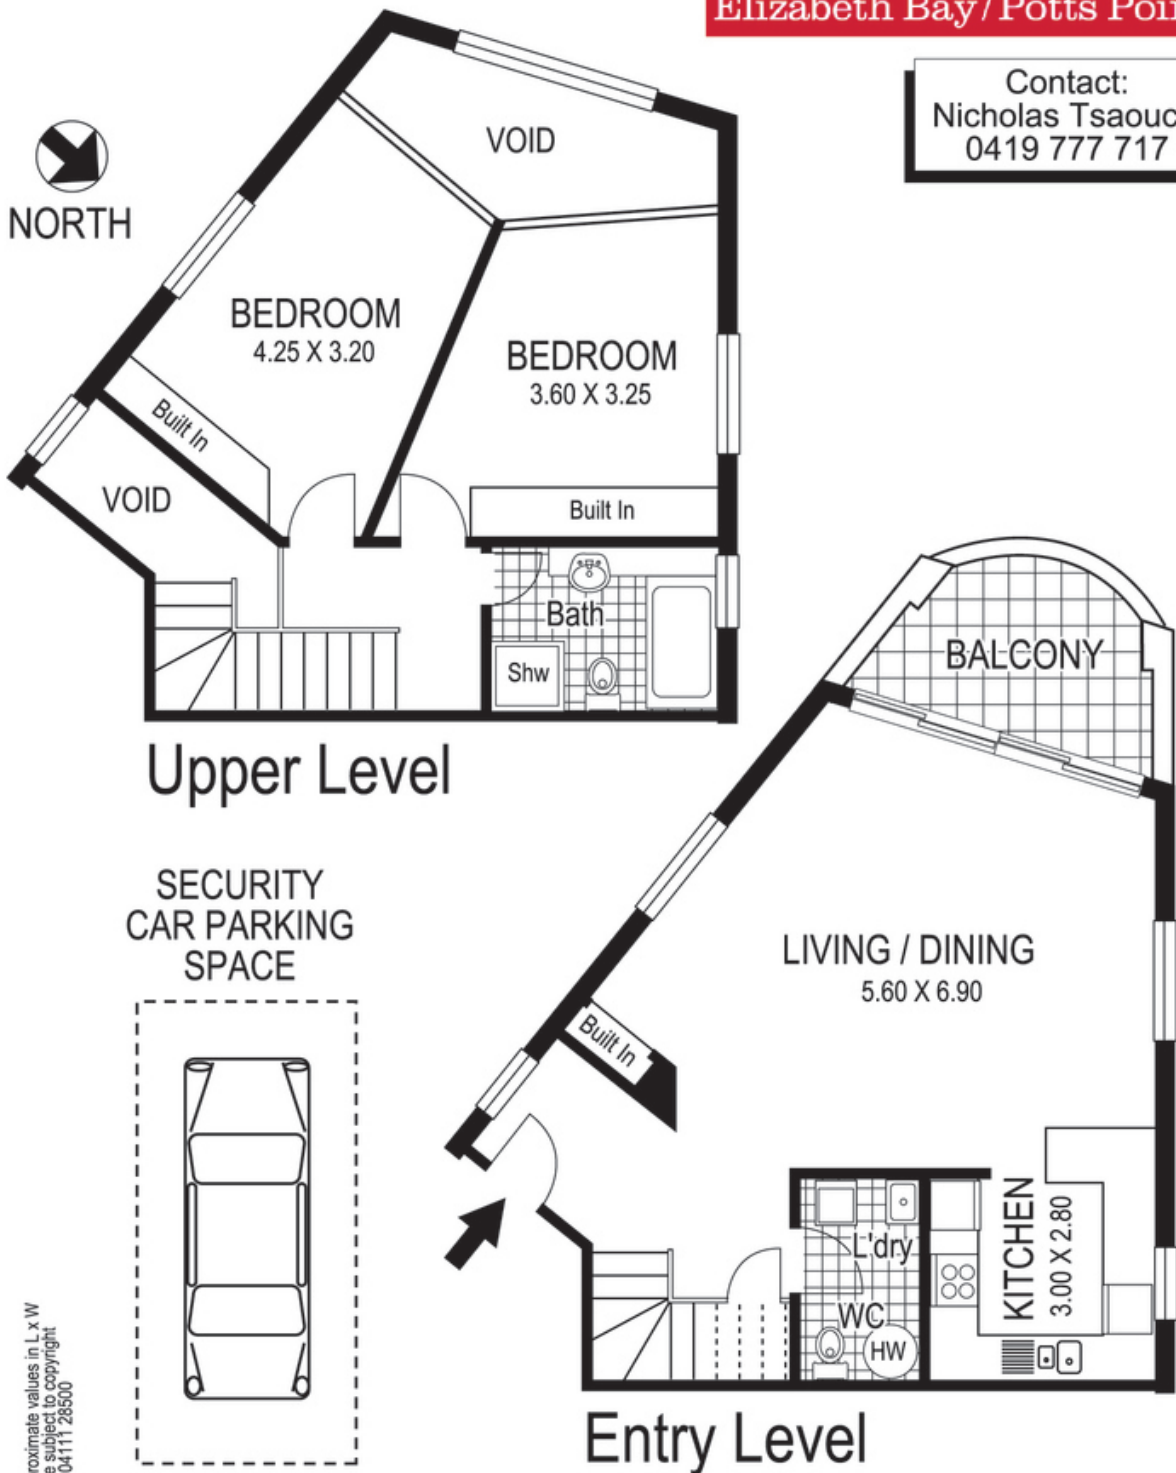 Elizabeth Bay/Potts
Contact:
Nicholas
0419 777 717
NORTH
VOID
BEDROOM
4.25 X 3.20
BEDROOM
3.60 X 3.25
Built In
VOID
Built In
Bath
Shw
Upper Level
BALCONY
SECURITY
CAR PARKING
SPACE
LIVING / DINING
5.60 X 6.90
Built In
L'dry
WC
HW
KITCHEN
3.00 X 2.80
Entry Level
values in L x W
subject to copyright
04111 28500